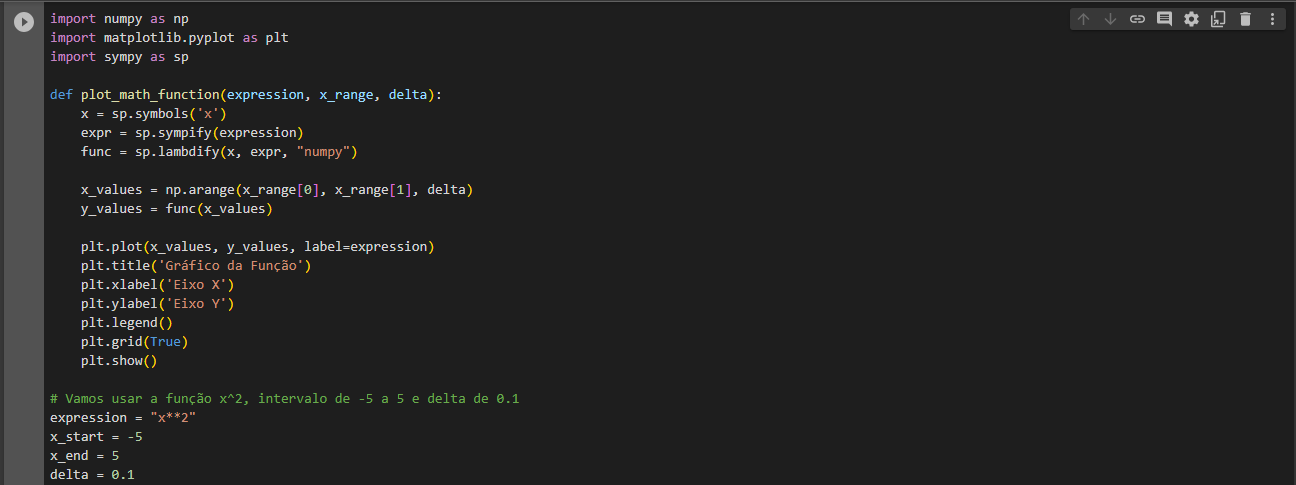 import numpy as np
import matplotlib.pyplot as plt
import sympy as sp

def plot_math_function(expression, x_range, delta):
    x = sp.symbols('x')
    expr = sp.sympify(expression)
    func = sp.lambdify(x, expr, "numpy")

    x_values = np.arange(x_range[0], x_range[1], delta)
    y_values = func(x_values)

    plt.plot(x_values, y_values, label=expression)
    plt.title('Gráfico da Função')
    plt.xlabel('Eixo X')
    plt.ylabel('Eixo Y')
    plt.legend()
    plt.grid(True)
    plt.show()

# Vamos usar a função x^2, intervalo de -5 a 5 e delta de 0.1
expression = "x**2"
x_start = -5
x_end = 5
delta = 0.1